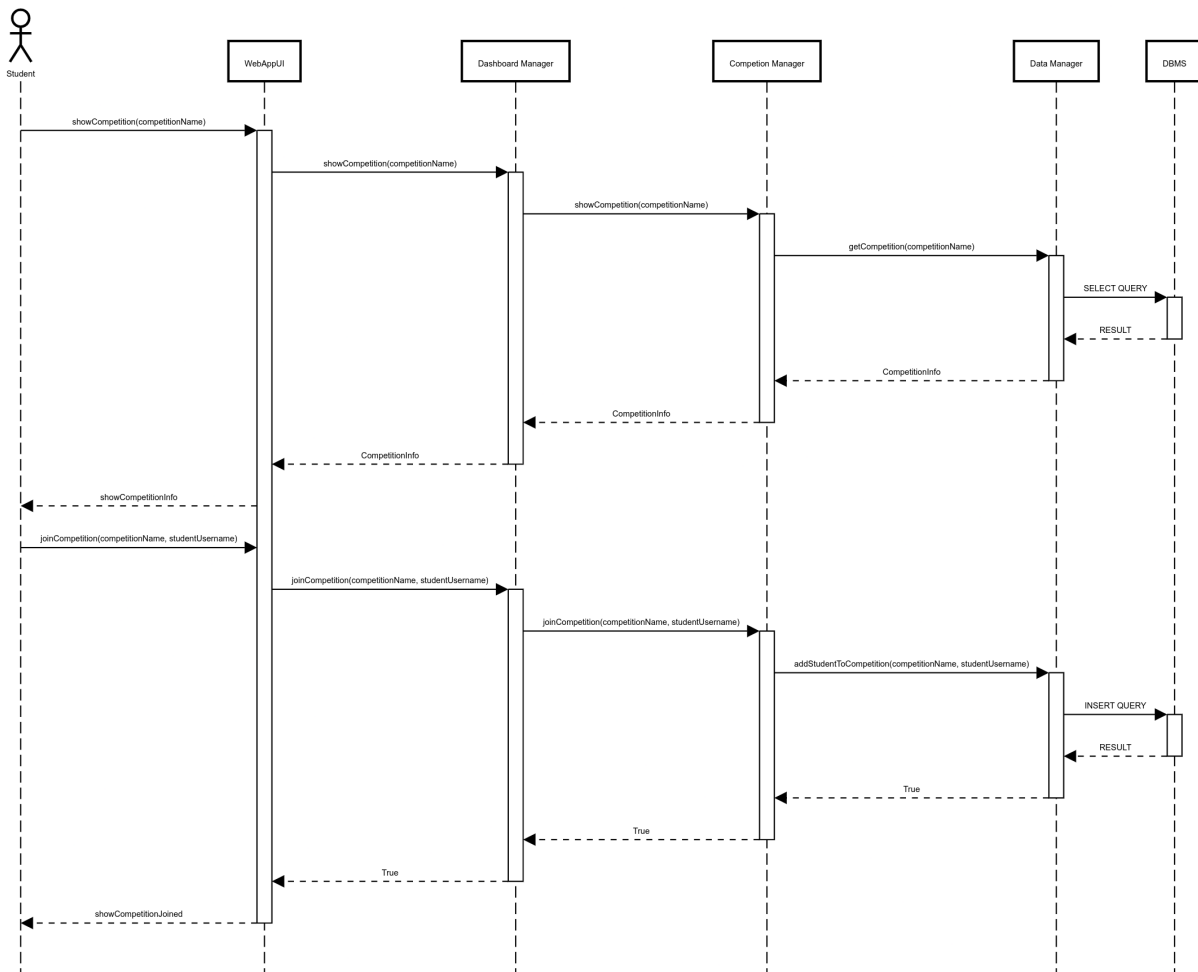 Student
WebAppUI
Dashboard Manager
Competion Manager
Data Manager
DBMS
showCompetition(competitionName)
showCompetition(competitionName)
showCompetition(competitionName)
getCompetition(competitionName)
SELECT QUERY
RESULT
CompetitionInfo
CompetitionInfo
CompetitionInfo
showCompetitionInfo
joinCompetition(competitionName, studentUsername)
joinCompetition(competitionName, studentUsername)
joinCompetition(competitionName, studentUsername)
addStudentToCompetition(competitionName, studentUsername)
INSERT QUERY
RESULT
True
True
True
showCompetitionJoined